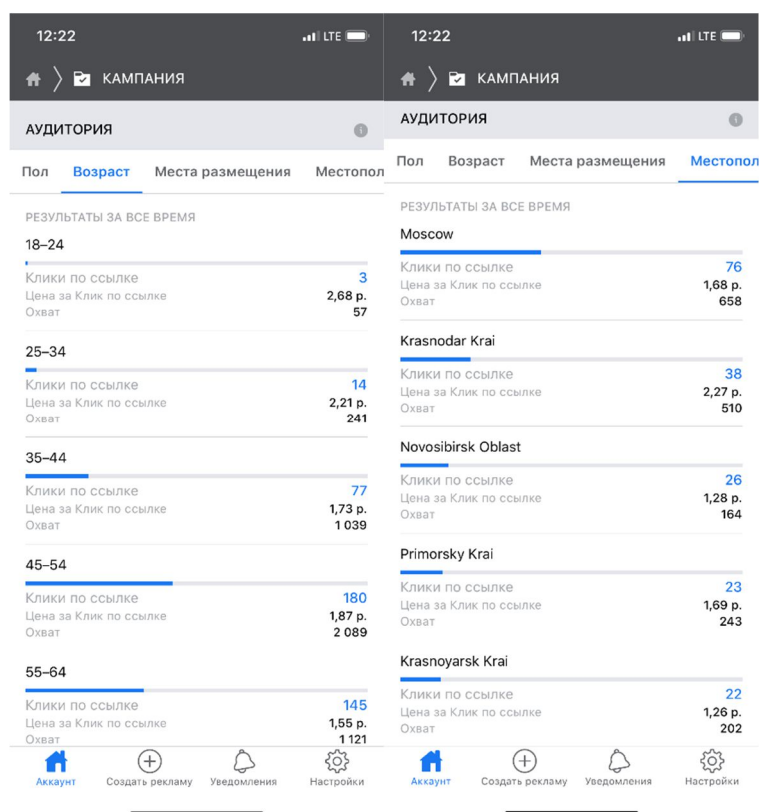 12:22
LTE
КАМПАНИЯ
АУДИТОРИЯ
Пол Возраст Места размещения Местопол
РЕЗУЛЬТАТЫ ЗА ВСЕ ВРЕМЯ
18–24
Клики по ссылке 3
Цена за Клик по ссылке 2,68 р.
Охват 57
25–34
Клики по ссылке 14
Цена за Клик по ссылке 2,21 р.
Охват 241
35–44
Клики по ссылке 77
Цена за Клик по ссылке 1,73 р.
Охват 1 039
45–54
Клики по ссылке 180
Цена за Клик по ссылке 1,87 р.
Охват 2 089
55–64
Клики по ссылке 145
Цена за Клик по ссылке 1,55 р.
Охват 1 121
Аккаунт Создать рекламу Уведомления Настройки
12:22
LTE
КАМПАНИЯ
АУДИТОРИЯ
Пол Возраст Места размещения Местопол
РЕЗУЛЬТАТЫ ЗА ВСЕ ВРЕМЯ
Moscow
Клики по ссылке 76
Цена за Клик по ссылке 1,68 р.
Охват 658
Krasnodar Krai
Клики по ссылке 38
Цена за Клик по ссылке 2,27 р.
Охват 510
Novosibirsk Oblast
Клики по ссылке 26
Цена за Клик по ссылке 1,28 р.
Охват 164
Primorsky Krai
Клики по ссылке 23
Цена за Клик по ссылке 1,69 р.
Охват 243
Krasnoyarsk Krai
Клики по ссылке 22
Цена за Клик по ссылке 1,26 р.
Охват 202
Аккаунт Создать рекламу Уведомления Настройки